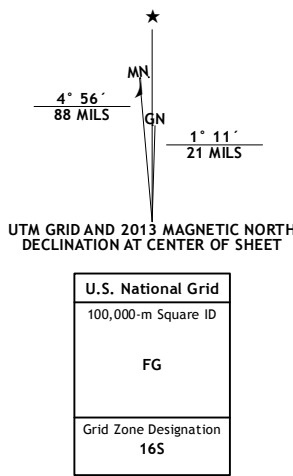 MN
4° 56´
88 MILS
GN
1° 11´
21 MILS
UTM GRID AND 2013 MAGNETIC NORTH
DECLINATION AT CENTER OF SHEET
U.S. National Grid
100,000-m Square ID
FG
Grid Zone Designation
16S